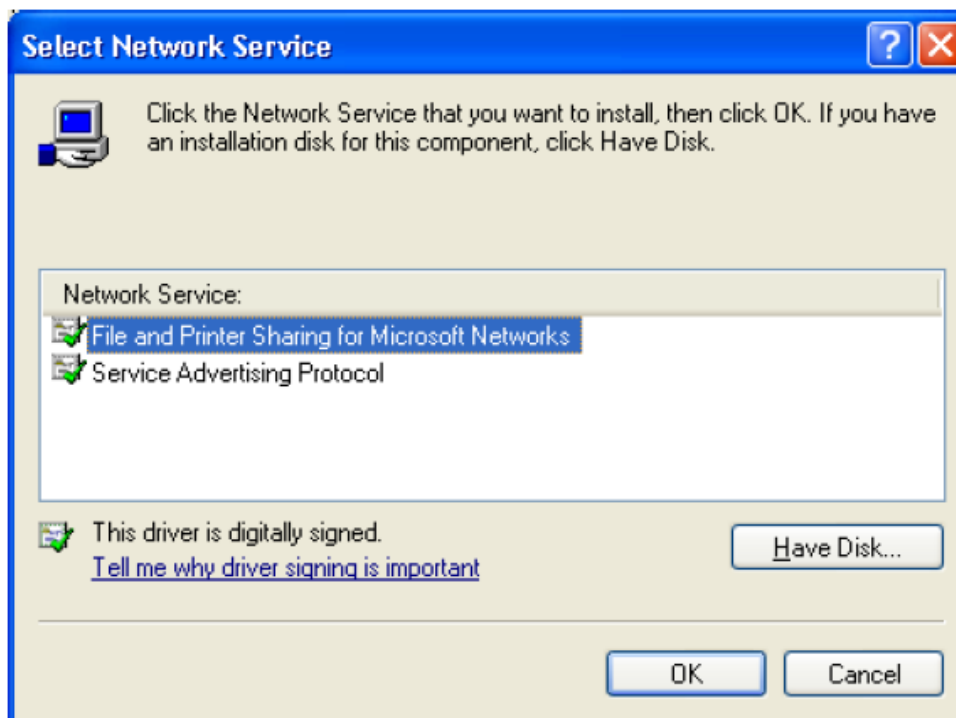 Select Network Service
?
Click the Network Service that you want to install, then click OK. If you have
an installation disk for this component, click Have Disk.
Network Service:
File and Printer Sharing for Microsoft Networks
Service Advertising Protocol
This driver is digitally signed.
Tell me why driver signing is important
Have Disk...
OK
Cancel